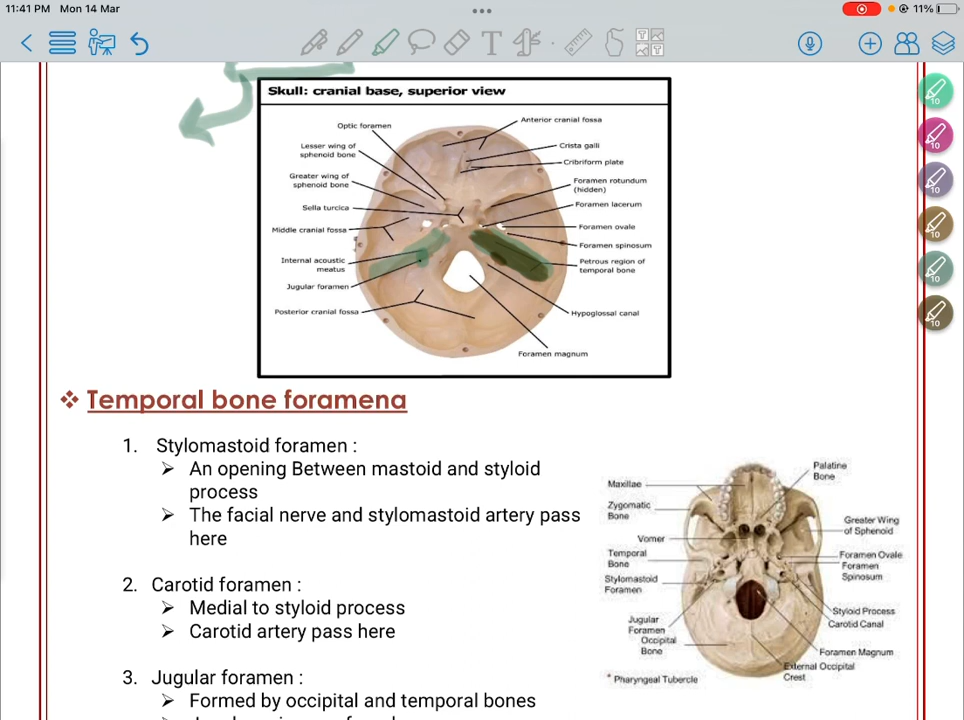 11:41 PM Mon 14 Mar
11%
T
10
10
10
10
10
10
Skull: cranial base, superior view
Optic foramen
Lesser wing of
sphenoid bone
Greater wing of
sphenoid bone
Sella turcica
Middle cranial fossa
Internal acoustic
meatus
Jugular foramen
Posterior cranial fossa
Anterior cranial fossa
Crista galli
Cribriform plate
Foramen rotundum
(hidden)
Foramen lacerum
Foramen ovale
Foramen spinosum
Petrous region of
temporal bone
Hypoglossal canal
Foramen magnum
❖ Temporal bone foramena
1. Stylomastoid foramen :
➢ An opening Between mastoid and styloid
process
➢ The facial nerve and stylomastoid artery pass
here
2. Carotid foramen :
➢ Medial to styloid process
➢ Carotid artery pass here
3. Jugular foramen :
➢ Formed by occipital and temporal bones
Maxillae
Zygomatic
Bone
Vomer
Temporal
Bone
Stylomastoid
Foramen
Jugular
Foramen
Occipital
Bone
* Pharyngeal Tubercle
Palatine
Bone
Greater Wing
of Sphenoid
Foramen Ovale
Foramen
Spinosum
Styloid Process
Carotid Canal
Foramen Magnum
External Occipital
Crest